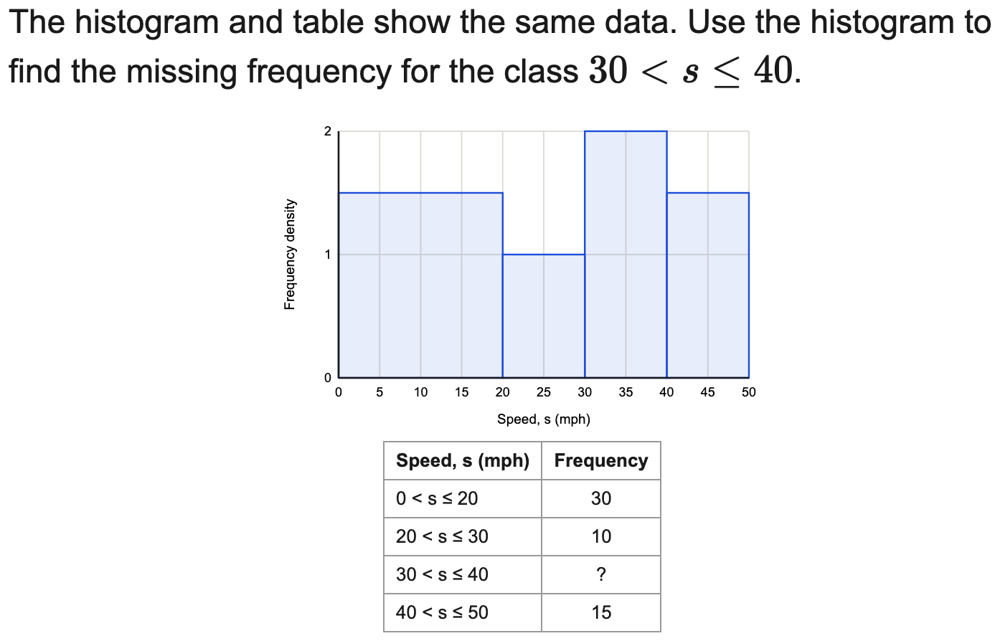 The histogram and table show the same data. Use the histogram to
find the missing frequency for the class 30 < s ≤ 40.
2
1
0
Frequency density
0 5 10 15 20 25 30 35 40 45 50
Speed, s (mph)
Speed, s (mph) Frequency
0 < s ≤ 20 30
20 < s ≤ 30 10
30 < s ≤ 40 ?
40 < s ≤ 50 15